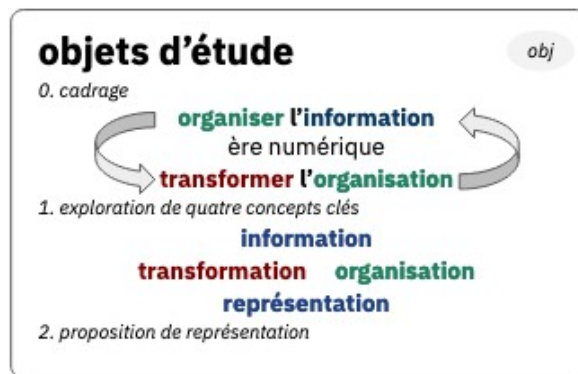 objets d’étude
obj
0. cadrage
organiser l’information
ère numérique
transformer l’organisation
1. exploration de quatre concepts clés
information
transformation organisation
représentation
2. proposition de représentation